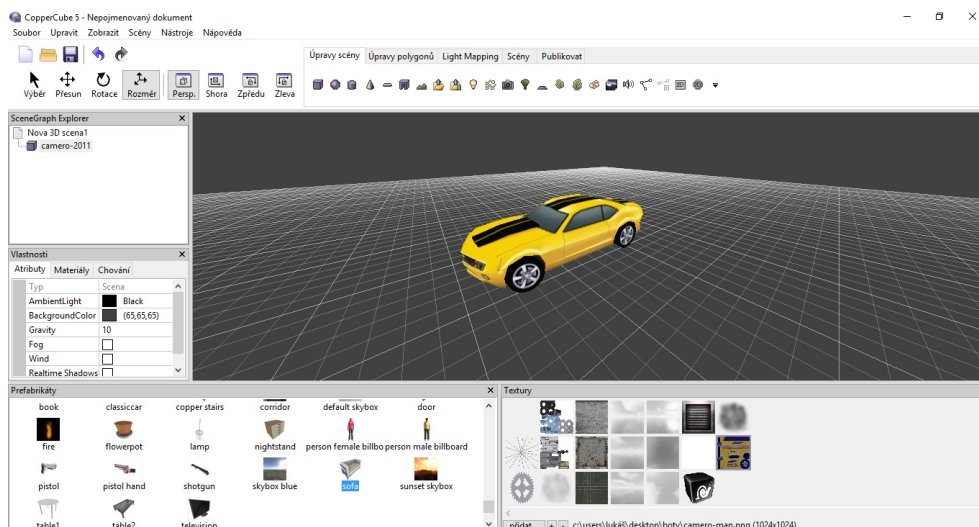 CopperCube 5 - Nepojmenovaný dokument
Soubor Upravit Zobrazit Scény Nástroje Nápověda
Výběr Přesun Rotace Rozměr Persp. Shora Zpředu Zleva
Úpravy scény Úpravy polygonů Light Mapping Scény Publikovat
SceneGraph Explorer
Nova 3D scena1
camero-2011
Vlastnosti
Atributy Materiály Chování
Typ Scena
AmbientLight Black
BackgroundColor (65,65,65)
Gravity 10
Fog
Wind
Realtime Shadows
Prefabrikáty
book classiccar copper stairs corridor default skybox door
fire flowerpot lamp nightstand person female billbo person male billboard
pistol pistol hand shotgun skybox blue sofa sunset skybox
table1 table2 television
Textury
přidat + - c:\users\lukáš\desktop\boty\camero-map.png (1024x1024)